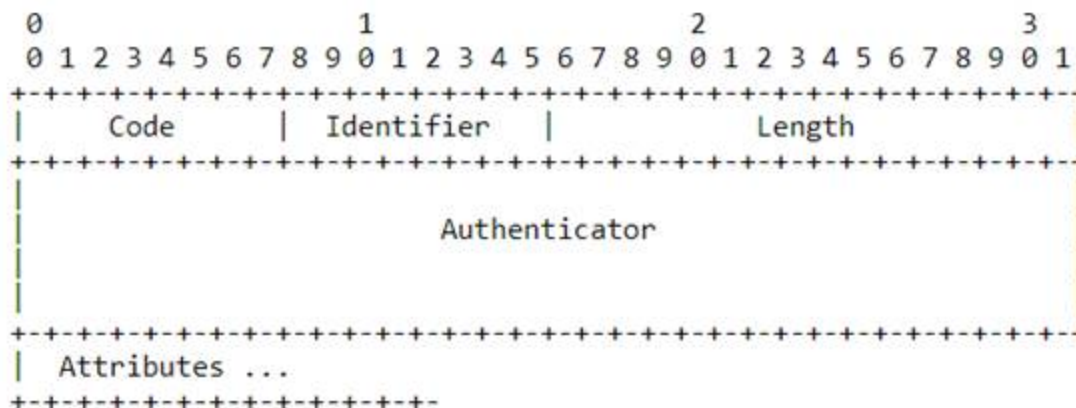 0                   1                   2                   3
0 1 2 3 4 5 6 7 8 9 0 1 2 3 4 5 6 7 8 9 0 1 2 3 4 5 6 7 8 9 0 1
+-+-+-+-+-+-+-+-+-+-+-+-+-+-+-+-+-+-+-+-+-+-+-+-+-+-+-+-+-+-+-+-
|     Code      |  Identifier   |            Length
+-+-+-+-+-+-+-+-+-+-+-+-+-+-+-+-+-+-+-+-+-+-+-+-+-+-+-+-+-+-+-+-
|
|                         Authenticator
|
|
+-+-+-+-+-+-+-+-+-+-+-+-+-+-+-+-+-+-+-+-+-+-+-+-+-+-+-+-+-+-+-+-
|  Attributes ...
+-+-+-+-+-+-+-+-+-+-+-+-+-